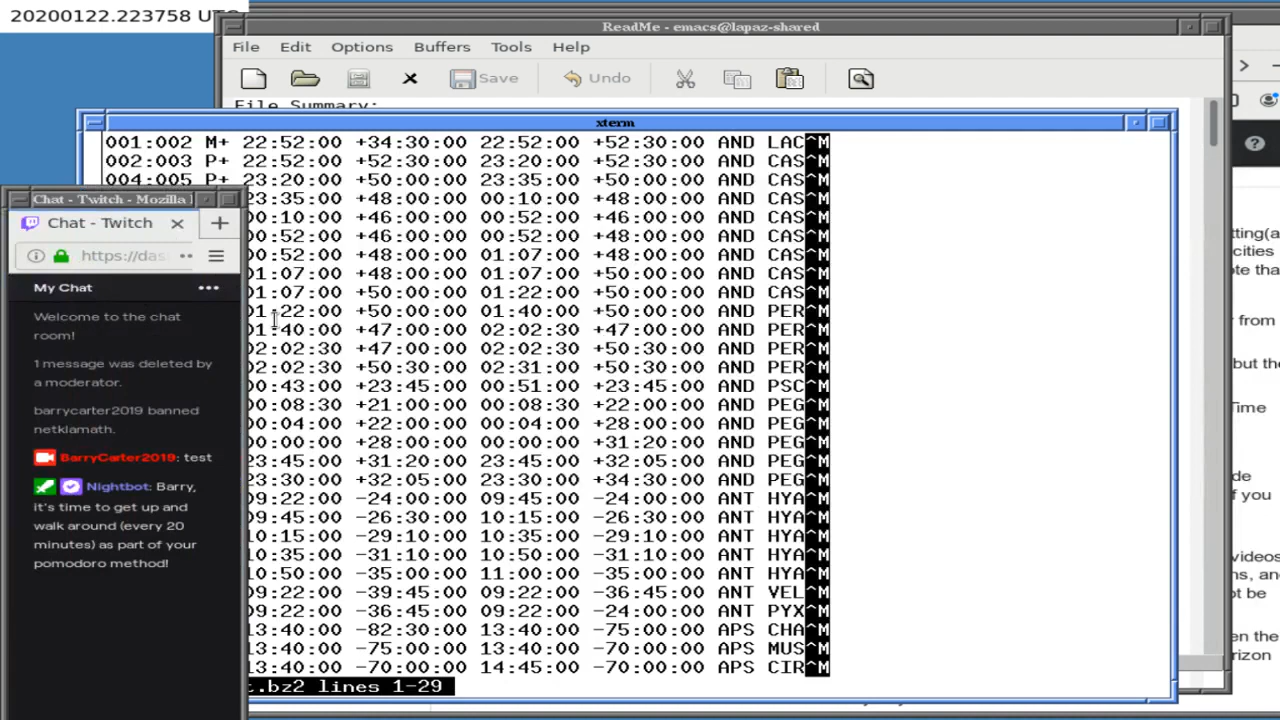 20200122.223758 UT
ReadMe - emacs@lapaz-shared
File Edit Options Buffers Tools Help
Save Undo
File Summary:
xterm
001:002 M+ 22:52:00 +34:30:00 22:52:00 +52:30:00 AND LAC^M
002:003 P+ 22:52:00 +52:30:00 23:20:00 +52:30:00 AND CAS^M
004:005 P+ 23:20:00 +50:00:00 23:35:00 +50:00:00 AND CAS^M
23:35:00 +48:00:00 00:10:00 +48:00:00 AND CAS^M
00:10:00 +46:00:00 00:52:00 +46:00:00 AND CAS^M
00:52:00 +46:00:00 00:52:00 +48:00:00 AND CAS^M
00:52:00 +48:00:00 01:07:00 +48:00:00 AND CAS^M
01:07:00 +48:00:00 01:07:00 +50:00:00 AND CAS^M
01:07:00 +50:00:00 01:22:00 +50:00:00 AND CAS^M
01:22:00 +50:00:00 01:40:00 +50:00:00 AND PER^M
01:40:00 +47:00:00 02:02:30 +47:00:00 AND PER^M
02:02:30 +47:00:00 02:02:30 +50:30:00 AND PER^M
02:02:30 +50:30:00 02:31:00 +50:30:00 AND PER^M
00:43:00 +23:45:00 00:51:00 +23:45:00 AND PSC^M
00:08:30 +21:00:00 00:08:30 +22:00:00 AND PEG^M
00:04:00 +22:00:00 00:04:00 +28:00:00 AND PEG^M
00:00:00 +28:00:00 00:00:00 +31:20:00 AND PEG^M
23:45:00 +31:20:00 23:45:00 +32:05:00 AND PEG^M
23:30:00 +32:05:00 23:30:00 +34:30:00 AND PEG^M
09:22:00 -24:00:00 09:45:00 -24:00:00 ANT HYA^M
09:45:00 -26:30:00 10:15:00 -26:30:00 ANT HYA^M
10:15:00 -29:10:00 10:35:00 -29:10:00 ANT HYA^M
10:35:00 -31:10:00 10:50:00 -31:10:00 ANT HYA^M
10:50:00 -35:00:00 11:00:00 -35:00:00 ANT HYA^M
09:22:00 -39:45:00 09:22:00 -36:45:00 ANT VEL^M
09:22:00 -36:45:00 09:22:00 -24:00:00 ANT PYX^M
13:40:00 -82:30:00 13:40:00 -75:00:00 APS CHA^M
13:40:00 -75:00:00 13:40:00 -70:00:00 APS MUS^M
13:40:00 -70:00:00 14:45:00 -70:00:00 APS CIR^M
t.bz2 lines 1-29
Chat - Twitch - Mozilla
Chat - Twitch
https://das
My Chat
Welcome to the chat
room!
1 message was deleted by
a moderator.
barrycarter2019 banned
netklamath.
BarryCarter2019: test
Nightbot: Barry,
it's time to get up and
walk around (every 20
minutes) as part of your
pomodoro method!
tting(a
cities
te that
from
but the
Time
de
f you
videos
ns, and
ot be
en the
rizon